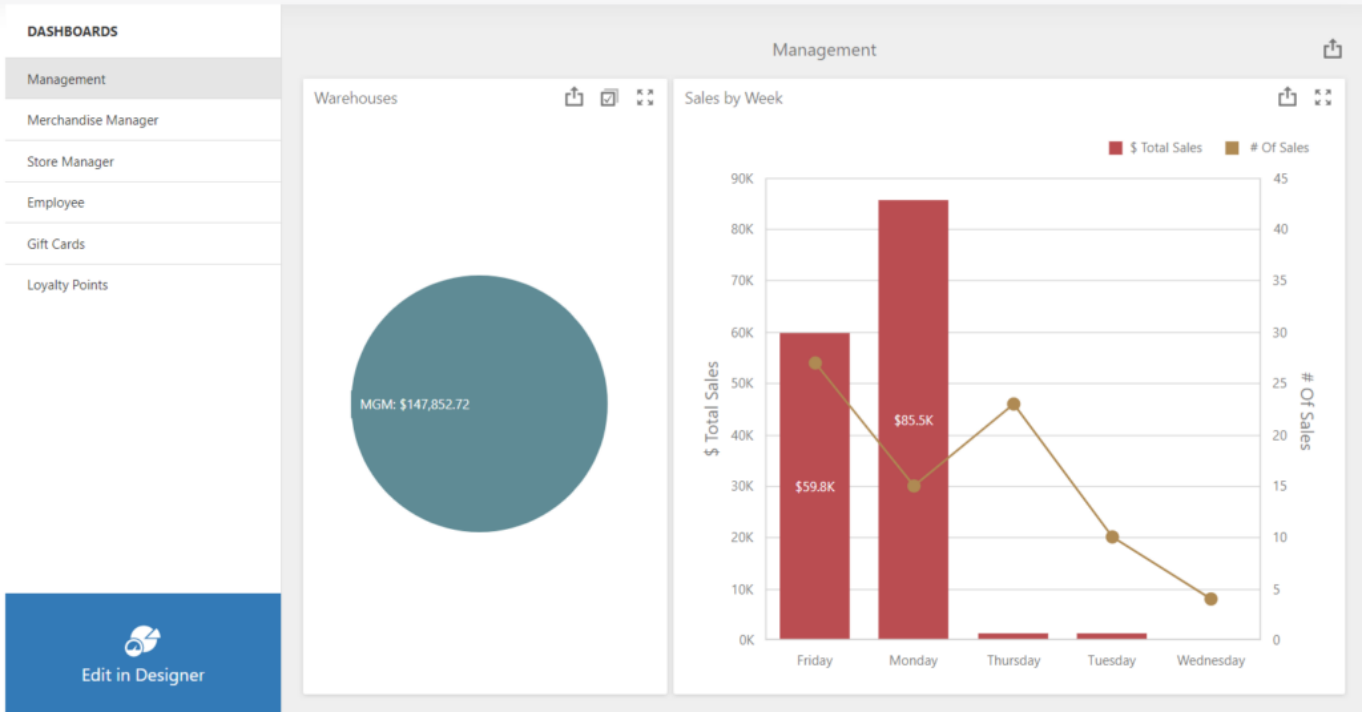 DASHBOARDS
Management
Merchandise Manager
Store Manager
Employee
Gift Cards
Loyalty Points
Edit in Designer
Management
Warehouses
MGM: $147,852.72
Sales by Week
$ Total Sales # Of Sales
90K 45
80K 40
70K 35
60K 30
50K 25
40K 20
30K 15
20K 10
10K 5
0K 0
$ Total Sales
# Of Sales
$59.8K
$85.5K
Friday Monday Thursday Tuesday Wednesday